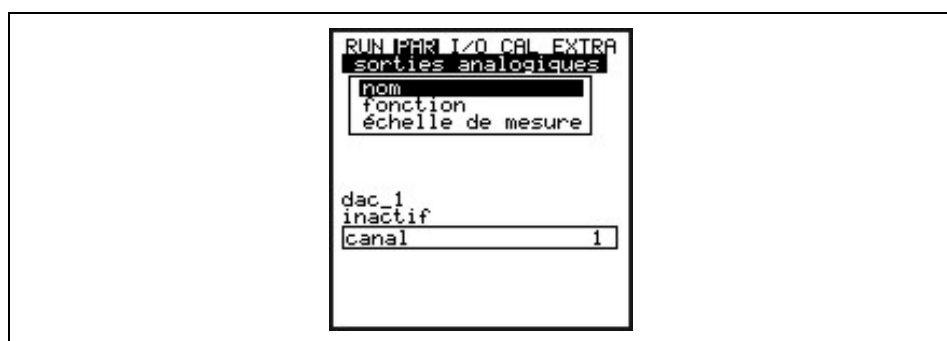 RUN PAR I/O CAL EXTRA
sorties analogiques
nom
fonction
échelle de mesure
dac_1
inactif
canal 1